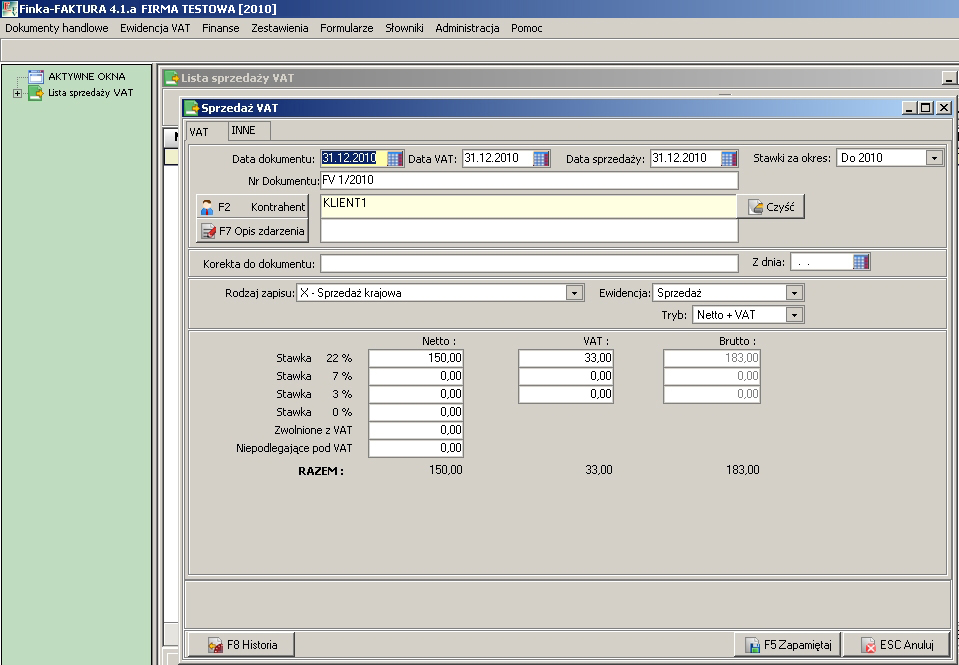 Finka-FAKTURA 4.1.a FIRMA TESTOWA [2010]
Dokumenty handlowe Ewidencja VAT Finanse Zestawienia Formularze Słowniki Administracja Pomoc
AKTYWNE OKNA
Lista sprzedaży VAT
Lista sprzedaży VAT
Sprzedaż VAT
VAT INNE
Data dokumentu: 31.12.2010 Data VAT: 31.12.2010 Data sprzedaży: 31.12.2010 Stawki za okres: Do 2010
Nr Dokumentu: FV 1/2010
F2 Kontrahent KLIENT1 Czyść
F7 Opis zdarzenia
Korekta do dokumentu: Z dnia: . .
Rodzaj zapisu: X - Sprzedaż krajowa Ewidencja: Sprzedaż
Tryb: Netto + VAT
Netto : VAT : Brutto :
Stawka 22 % 150,00 33,00 183,00
Stawka 7 % 0,00 0,00 0,00
Stawka 3 % 0,00 0,00 0,00
Stawka 0 % 0,00
Zwolnione z VAT 0,00
Niepodlegające pod VAT 0,00
RAZEM : 150,00 33,00 183,00
F8 Historia F5 Zapamiętaj ESC Anuluj